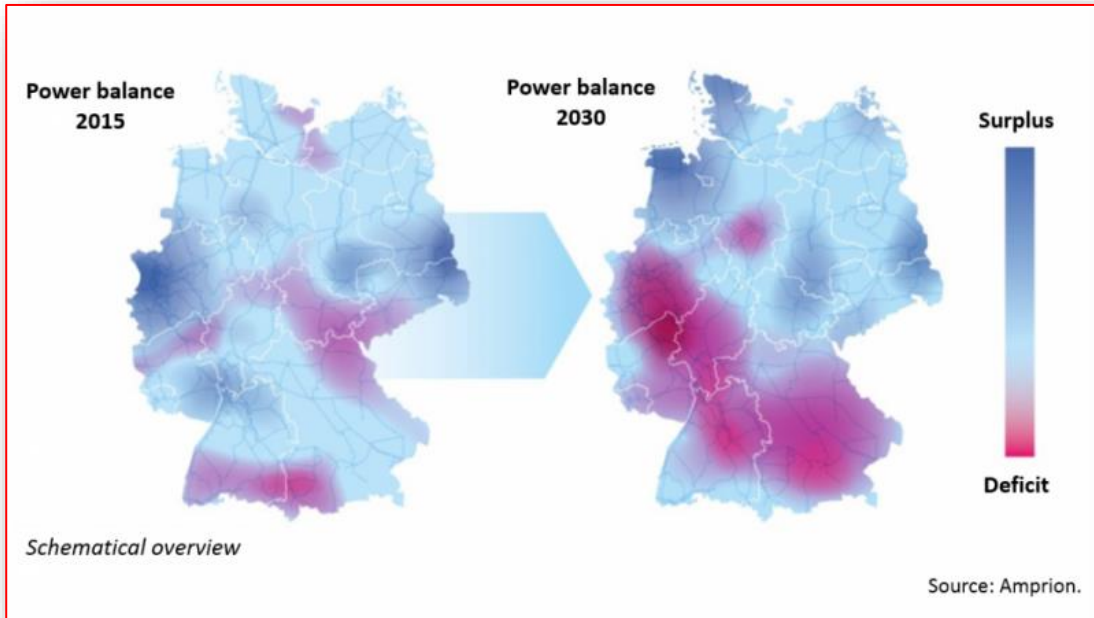 Power balance
2015
Power balance
2030
Surplus
Deficit
Schematical overview
Source: Amprion.